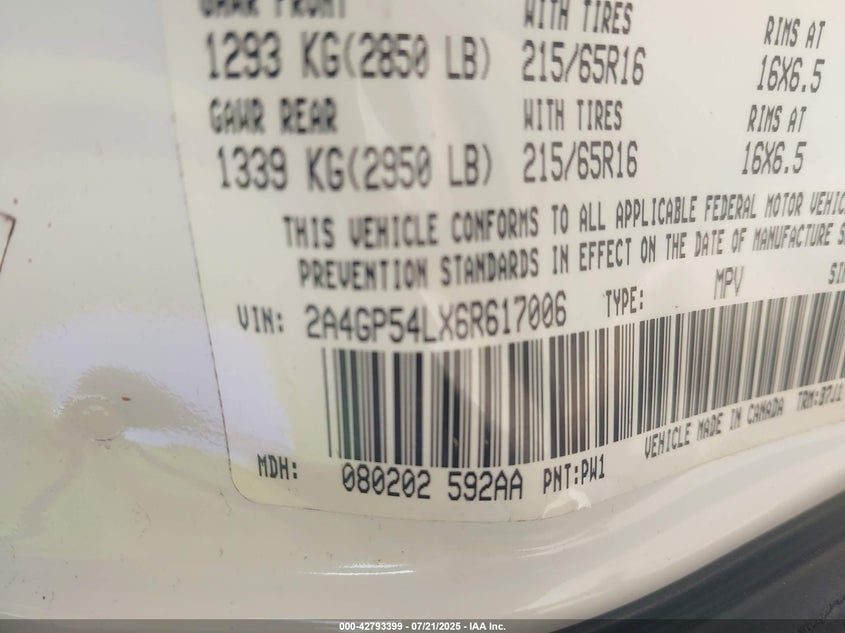 GAWR FRONT WITH TIRES RIMS AT
1293 KG(2850 LB) 215/65R16 16X6.5
GAWR REAR WITH TIRES RIMS AT
1339 KG(2950 LB) 215/65R16 16X6.5
THIS VEHICLE CONFORMS TO ALL APPLICABLE FEDERAL MOTOR VEHIC
PREVENTION STANDARDS IN EFFECT ON THE DATE OF MANUFACTURE S
VIN: 2A4GP54LX6R617006 TYPE: MPV SIN
VEHICLE MADE IN CANADA TRM:B7J1
MDH: 080202 592AA PNT:PW1
000-42793399 - 07/21/2025 - IAA Inc.